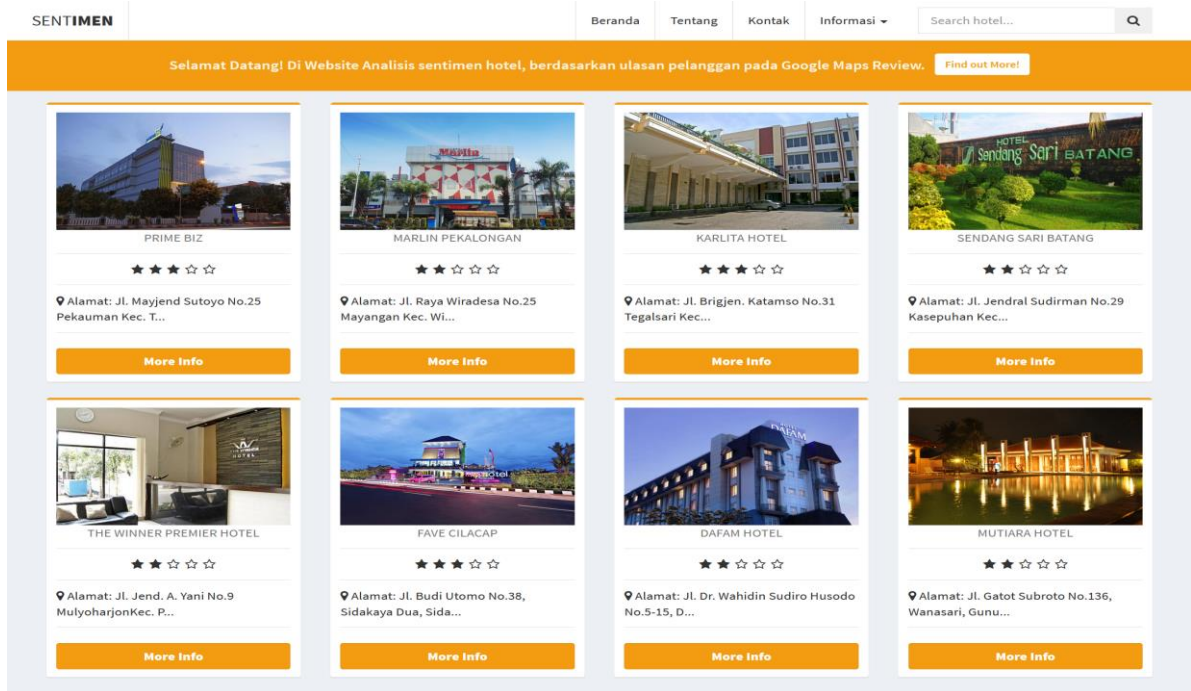 SENTIMEN
Beranda Tentang Kontak Informasi Search hotel...
Selamat Datang! Di Website Analisis sentimen hotel, berdasarkan ulasan pelanggan pada Google Maps Review. Find out More!
Marlin
HOTEL
Sendang Sari BATANG
PRIME BIZ
MARLIN PEKALONGAN
KARLITA HOTEL
SENDANG SARI BATANG
Alamat: Jl. Mayjend Sutoyo No.25
Pekauman Kec. T...
Alamat: Jl. Raya Wiradesa No.25
Mayangan Kec. Wi...
Alamat: Jl. Brigjen. Katamso No.31
Tegalsari Kec...
Alamat: Jl. Jendral Sudirman No.29
Kasepuhan Kec...
More Info
More Info
More Info
More Info
HOTEL
hotel
DAFAM
THE WINNER PREMIER HOTEL
FAVE CILACAP
DAFAM HOTEL
MUTIARA HOTEL
Alamat: Jl. Jend. A. Yani No.9
MulyoharjonKec. P...
Alamat: Jl. Budi Utomo No.38,
Sidakaya Dua, Sida...
Alamat: Jl. Dr. Wahidin Sudiro Husodo
No.5-15, D...
Alamat: Jl. Gatot Subroto No.136,
Wanasari, Gunu...
More Info
More Info
More Info
More Info